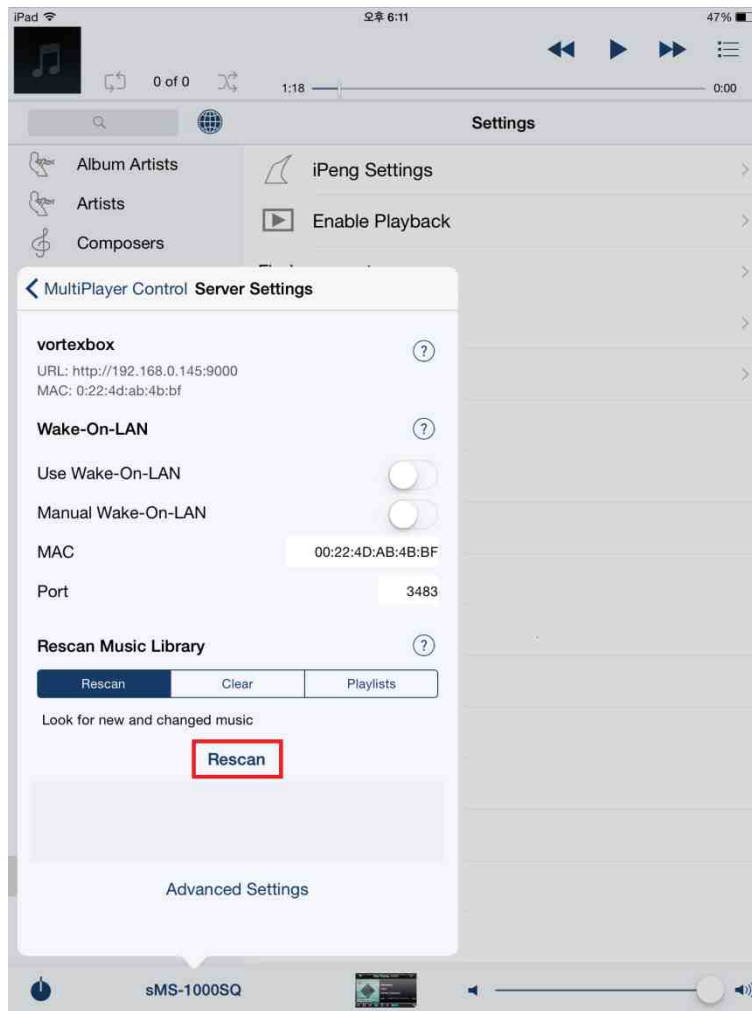 iPad 오후 6:11 47%
0 of 0 1:18 0:00
Settings
Album Artists
Artists
Composers
iPeng Settings
Enable Playback
MultiPlayer Control Server Settings
vortexbox
URL: http://192.168.0.145:9000
MAC: 0:22:4d:ab:4b:bf
Wake-On-LAN
Use Wake-On-LAN
Manual Wake-On-LAN
MAC 00:22:4D:AB:4B:BF
Port 3483
Rescan Music Library
Rescan Clear Playlists
Look for new and changed music
Rescan
Advanced Settings
sMS-1000SQ